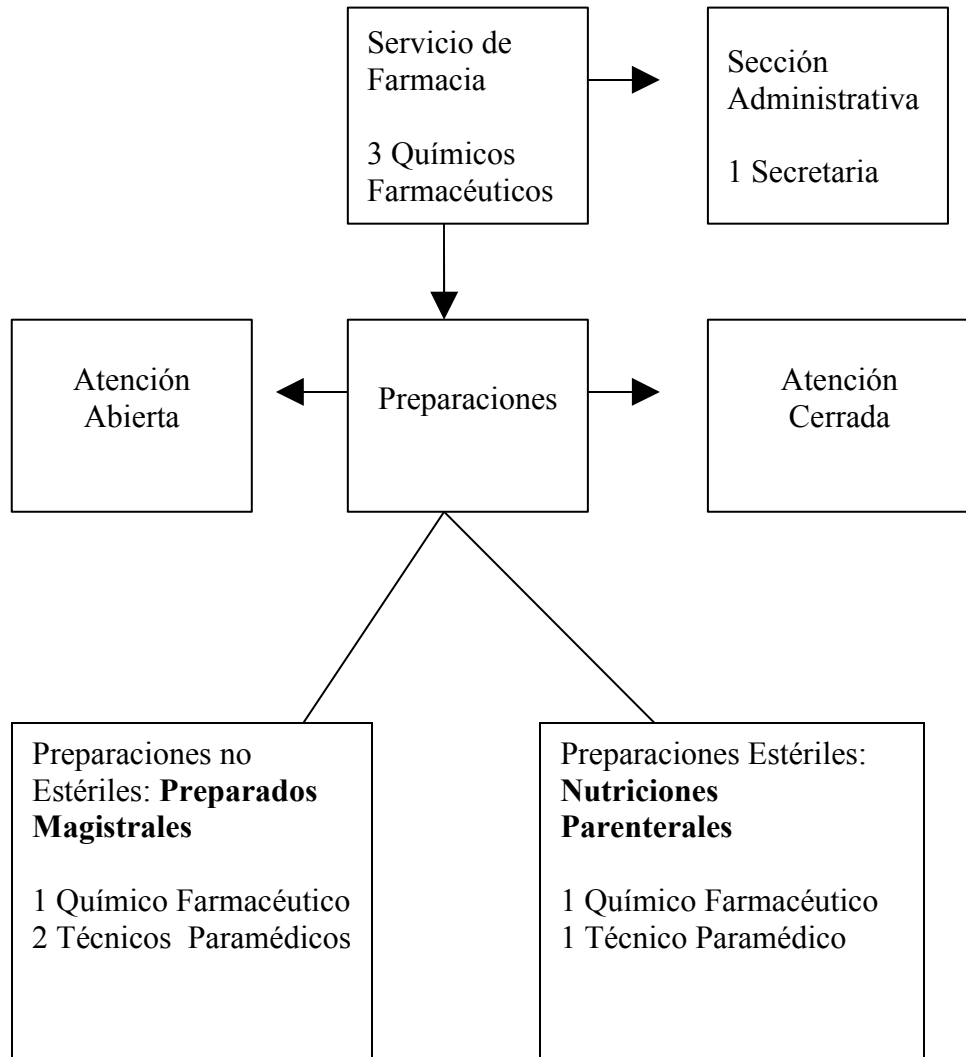 Servicio de
Farmacia
3 Químicos
Farmacéuticos
Sección
Administrativa
1 Secretaria
Atención
Abierta
Preparaciones
Atención
Cerrada
Preparaciones no
Estériles: Preparados
Magistrales
1 Químico Farmacéutico
2 Técnicos  Paramédicos
Preparaciones Estériles:
Nutriciones
Parenterales
1 Químico Farmacéutico
1 Técnico Paramédico